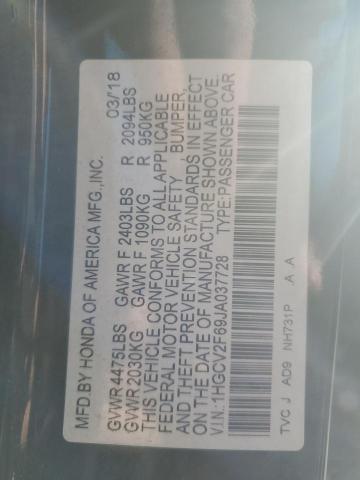 MFD.BY HONDA OF AMERICA MFG.,INC. 03/18
GVWR 4475LBS GAWR F 2403LBS R 2094LBS
GVWR 2030KG GAWR F 1090KG R 950KG
THIS VEHICLE CONFORMS TO ALL APPLICABLE
FEDERAL MOTOR VEHICLE SAFETY BUMPER,
AND THEFT PREVENTION STANDARDS IN EFFECT
ON THE DATE OF MANUFACTURE SHOWN ABOVE.
V.I.N.:1HGCV2F69JA037728 TYPE:PASSENGER CAR
TVC J AD9 NH731P A A